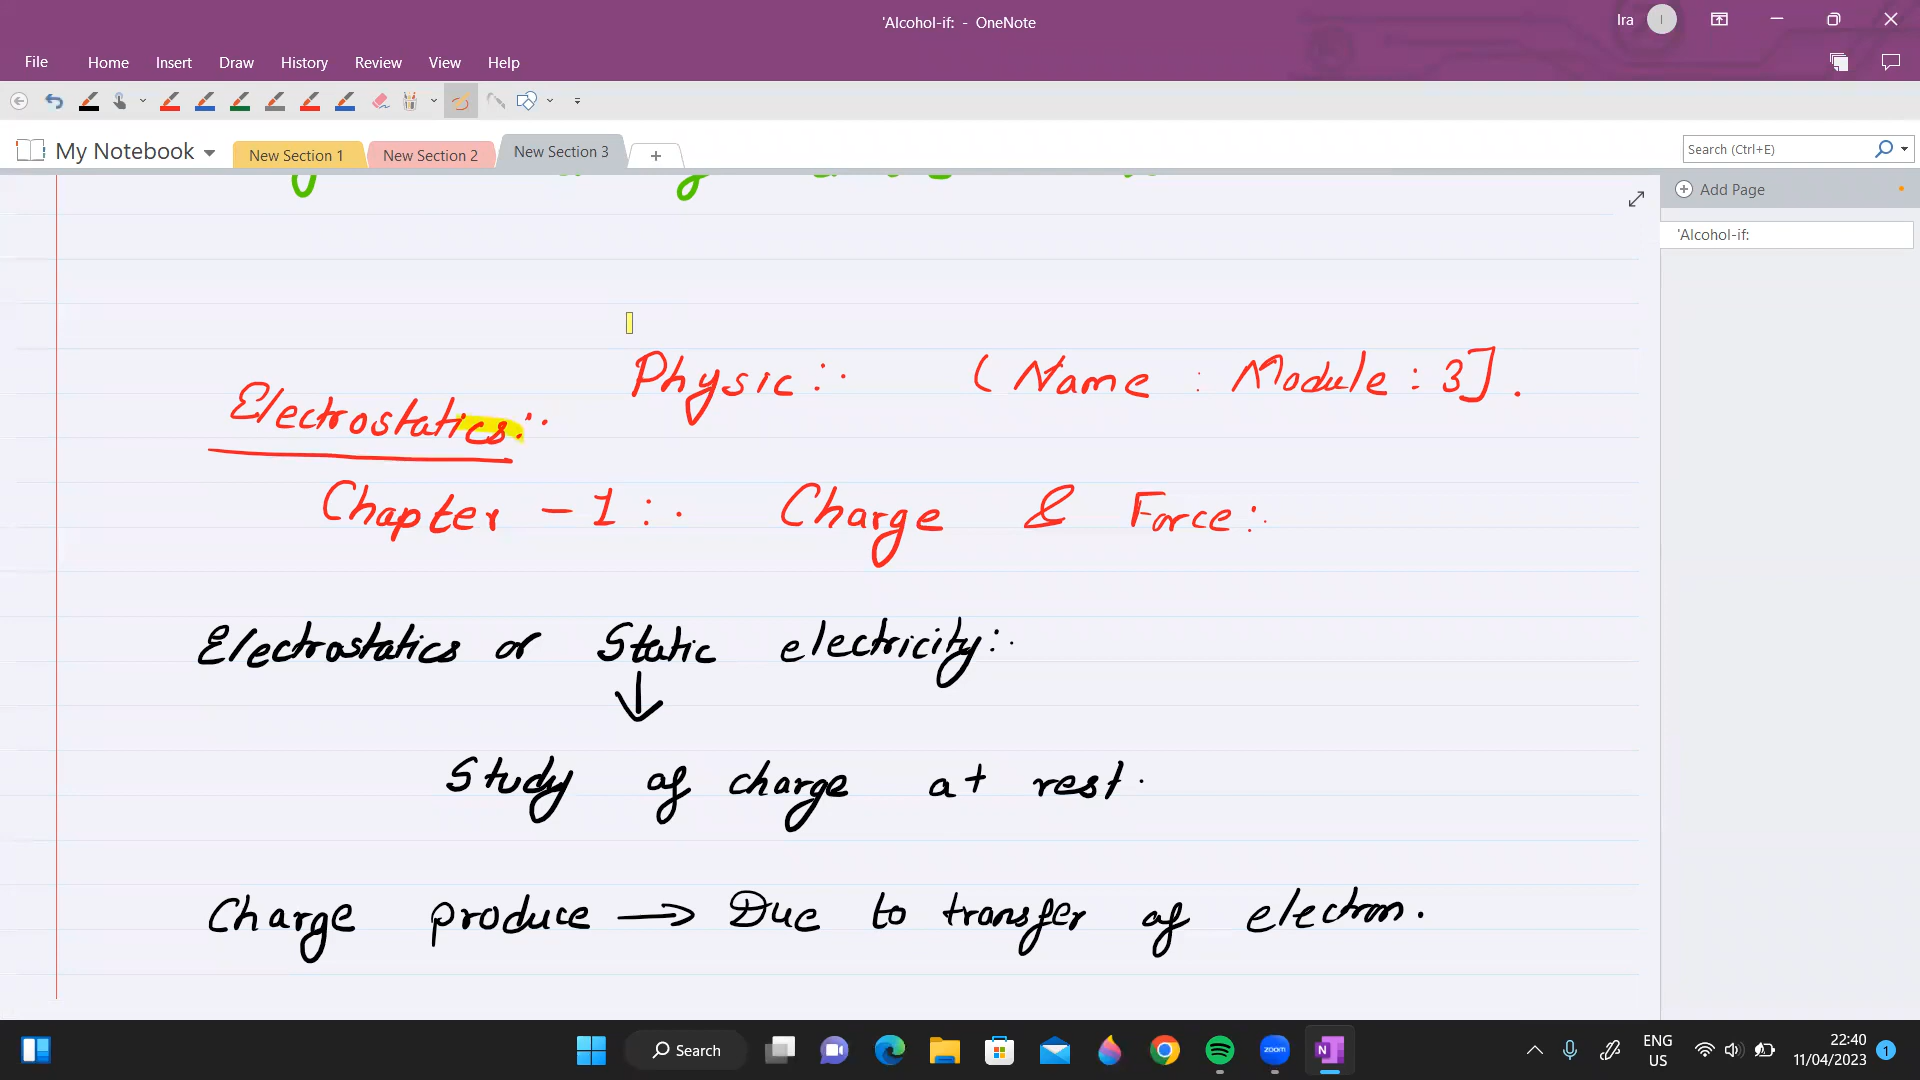 'Alcohol-if: - OneNote
Ira I
File Home Insert Draw History Review View Help
My Notebook New Section 1 New Section 2 New Section 3 +
Search (Ctrl+E)
Add Page
'Alcohol-if:
Physic:- (Name : Module : 3].
Electrostatics:-
Chapter - 1:- Charge & Force:-
Electrostatics or Static electricity:-
↓
Study of charge at rest.
Charge produce → Due to transfer of electron.
Search
zoom
ENG
US
22:40
11/04/2023
1